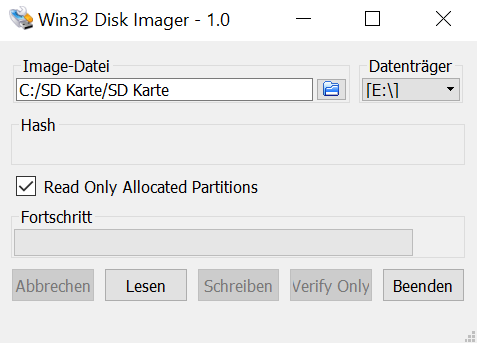 Win32 Disk Imager - 1.0
Image-Datei
Datenträger
C:/SD Karte/SD Karte
[E:\]
Hash
Read Only Allocated Partitions
Fortschritt
Abbrechen Lesen Schreiben Verify Only Beenden